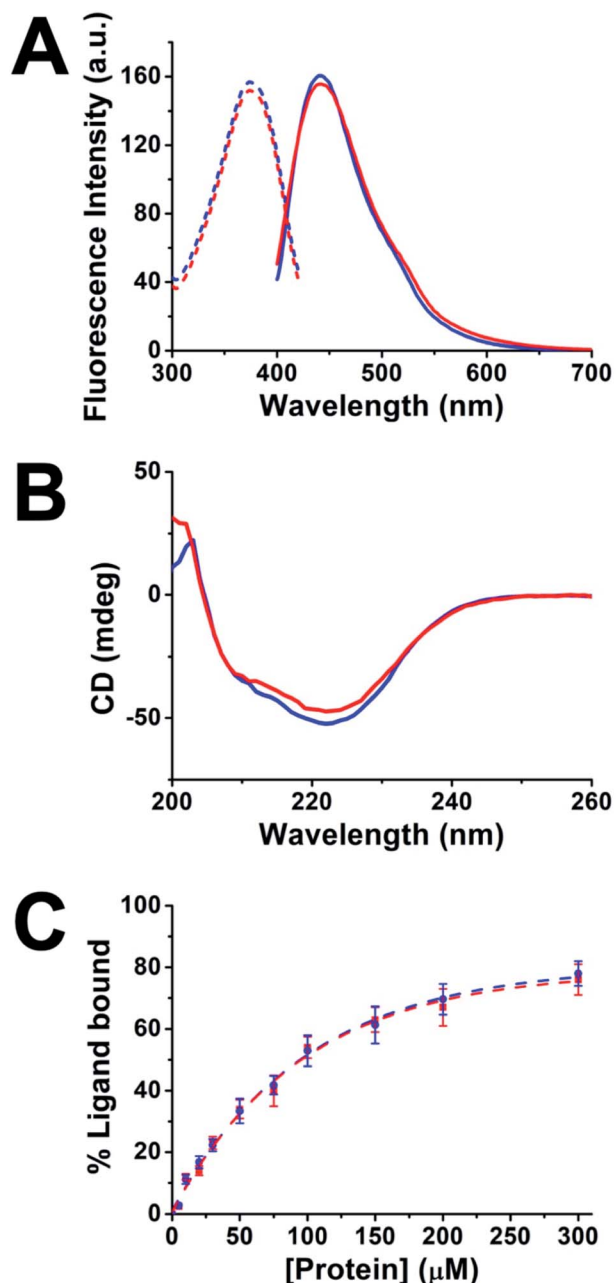 A
Fluorescence Intensity (a.u.)
160
120
80
40
0
300 400 500 600 700
Wavelength (nm)
B
CD (mdeg)
50
0
-50
200 220 240 260
Wavelength (nm)
C
% Ligand bound
100
80
60
40
20
0
0 50 100 150 200 250 300
[Protein] (μM)